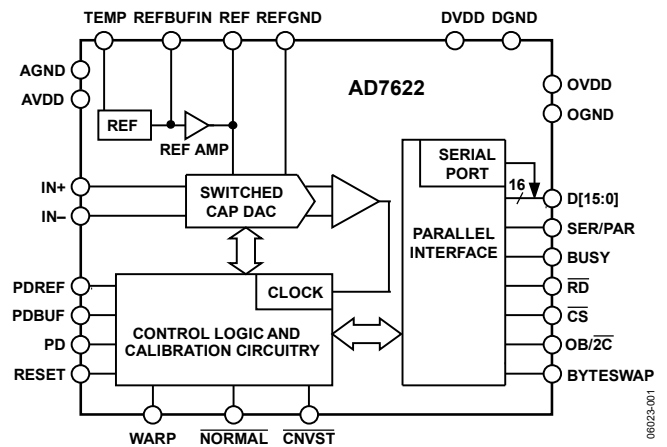 TEMP REFBUFIN REF REFGND DVDD DGND
AGND
AVDD
AD7622
OVDD
OGND
REF
REF AMP
IN+
IN–
SWITCHED
CAP DAC
SERIAL
PORT
16
D[15:0]
PARALLEL
INTERFACE
SER/PAR
BUSY
RD
CS
OB/2C
BYTESWAP
PDREF
PDBUF
PD
RESET
CLOCK
CONTROL LOGIC AND
CALIBRATION CIRCUITRY
WARP NORMAL CNVST
06023-001